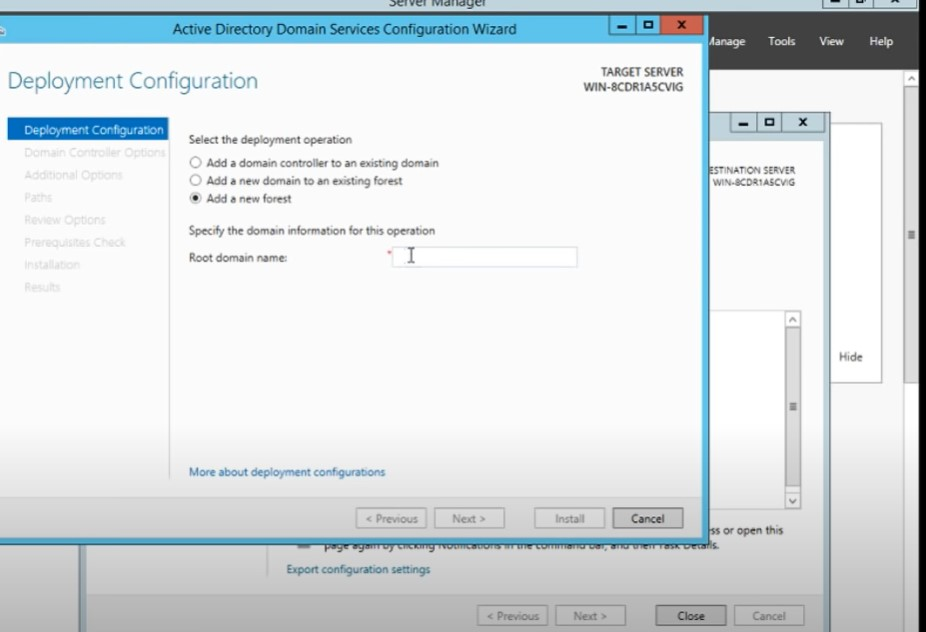 Server Manager
Active Directory Domain Services Configuration Wizard
Manage Tools View Help
Deployment Configuration
TARGET SERVER
WIN-8CDR1A5CVIG
Deployment Configuration
Domain Controller Options
Additional Options
Paths
Review Options
Prerequisites Check
Installation
Results
Select the deployment operation
Add a domain controller to an existing domain
Add a new domain to an existing forest
Add a new forest
Specify the domain information for this operation
Root domain name: *
More about deployment configurations
< Previous Next > Install Cancel
ESTINATION SERVER
WIN-8CDR1A5CVIG
Hide
ss or open this
page again by clicking Notifications in the command bar, and then Task Details.
Export configuration settings
< Previous Next > Close Cancel